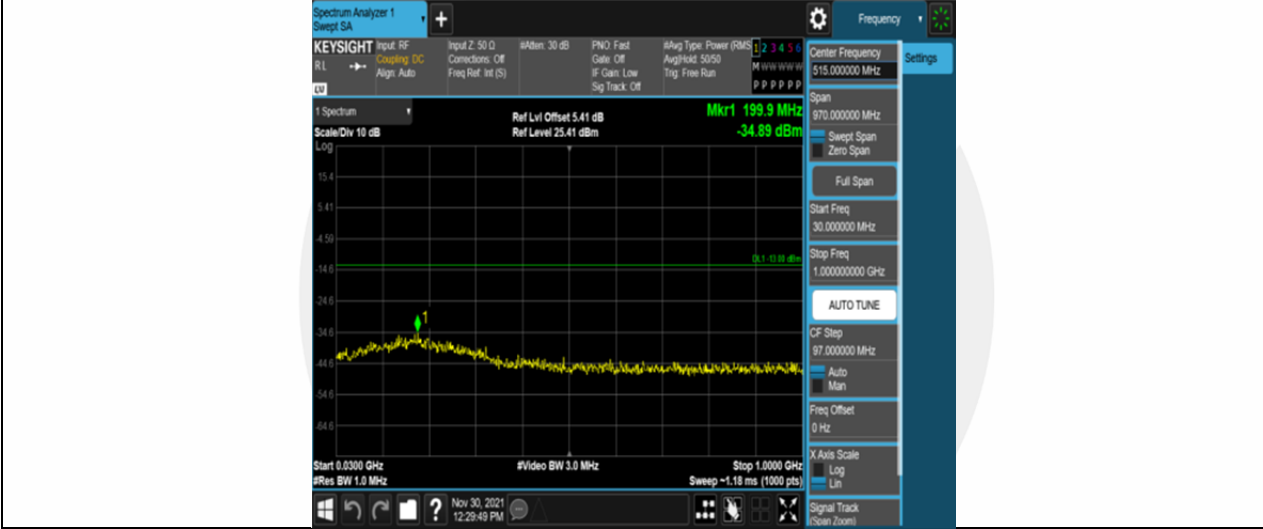 Spectrum Analyzer 1
Swept SA
+
Frequency
KEYSIGHT
RL
Input: RF
Coupling: DC
Align: Auto
Input Z: 50 Ω
Corrections: Off
Freq Ref: Int (S)
#Atten: 30 dB
PNO: Fast
Gate: Off
IF Gain: Low
Sig Track: Off
#Avg Type: Power (RMS
Avg|Hold: 50/50
Trig: Free Run
1 2 3 4 5 6
M W W W W W
P P P P P P
Settings
Center Frequency
515.000000 MHz
Span
970.000000 MHz
Swept Span
Zero Span
Full Span
Start Freq
30.000000 MHz
Stop Freq
1.000000000 GHz
AUTO TUNE
CF Step
97.000000 MHz
Auto
Man
Freq Offset
0 Hz
X Axis Scale
Log
Lin
Signal Track
(Span Zoom)
1 Spectrum
Scale/Div 10 dB
Log
Ref Lvl Offset 5.41 dB
Ref Level 25.41 dBm
Mkr1 199.9 MHz
-34.89 dBm
15.4
5.41
-4.59
DL1 -13.00 dBm
-14.6
-24.6
1
-34.6
-44.6
-54.6
-64.6
Start 0.0300 GHz
#Res BW 1.0 MHz
#Video BW 3.0 MHz
Stop 1.0000 GHz
Sweep ~1.18 ms (1000 pts)
?
Nov 30, 2021
12:29:49 PM